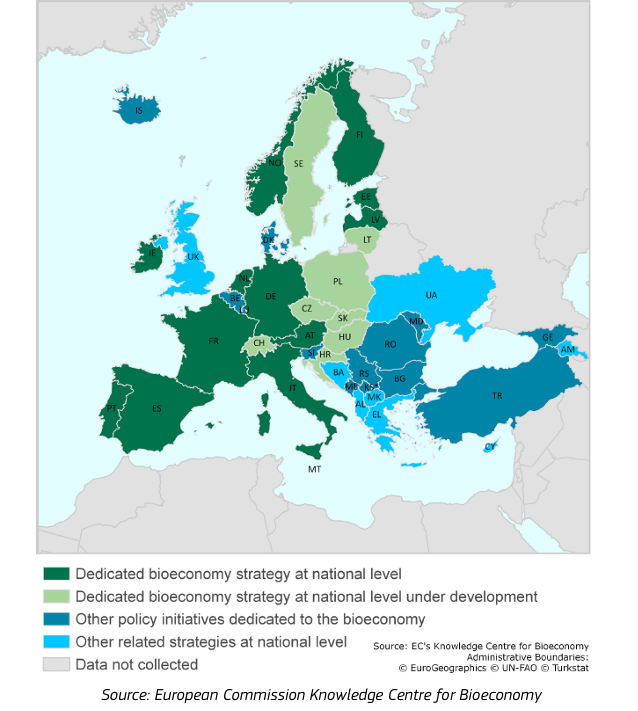 IS
FI
NO
SE
EE
LV
LT
DK
IE
UK
NL
BE
DE
PL
CZ
SK
UA
FR
CH
AT
HU
MD
RO
SI
HR
BA
RS
BG
GE
AM
PT
ES
IT
MK
AL
EL
TR
CY
MT
Dedicated bioeconomy strategy at national level
Dedicated bioeconomy strategy at national level under development
Other policy initiatives dedicated to the bioeconomy
Other related strategies at national level
Data not collected
Source: EC's Knowledge Centre for Bioeconomy
Administrative Boundaries:
© EuroGeographics © UN-FAO © Turkstat
Source: European Commission Knowledge Centre for Bioeconomy